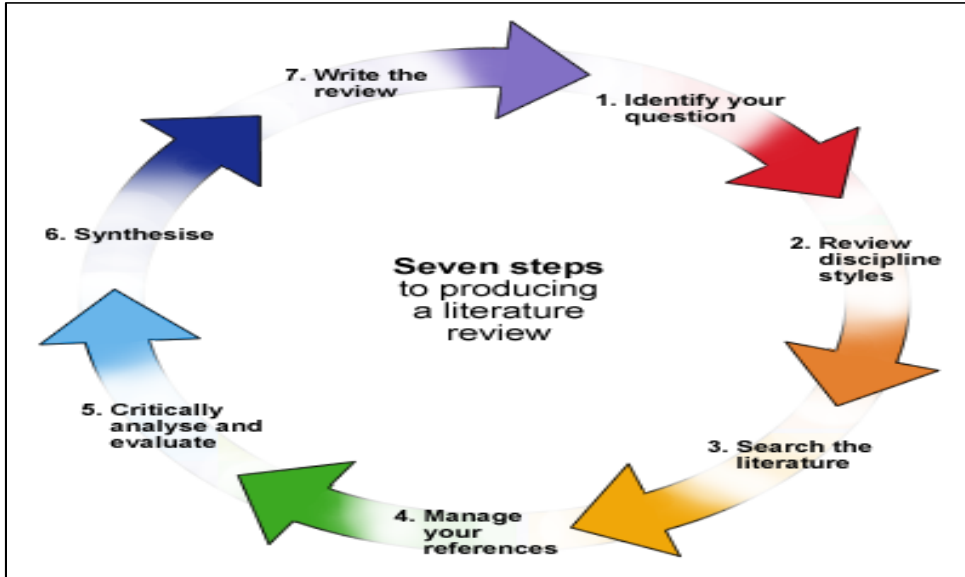 Seven steps
to producing
a literature
review
1. Identify your
question
2. Review
discipline
styles
3. Search the
literature
4. Manage
your
references
5. Critically
analyse and
evaluate
6. Synthesise
7. Write the
review